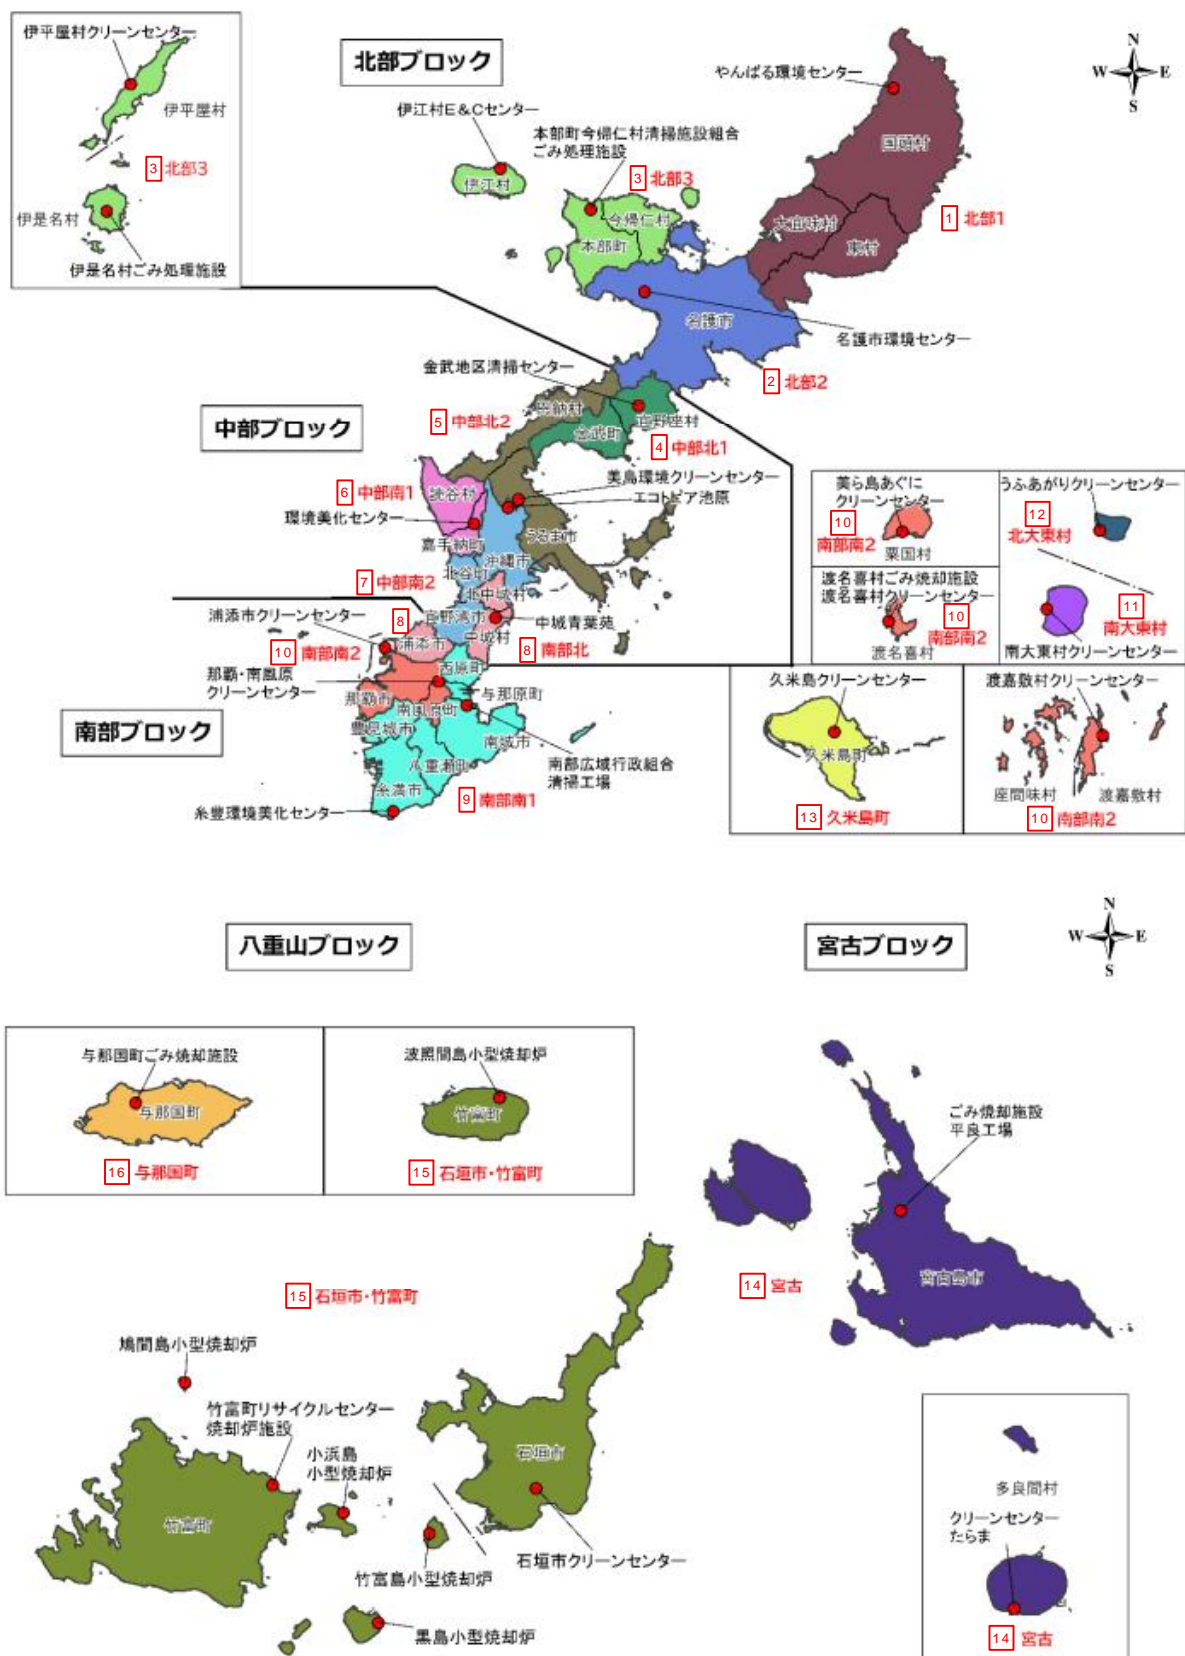 伊平屋村クリーンセンター
伊平屋村
3 北部3
伊是名村
伊是名村ごみ処理施設
北部ブロック
伊江村E&Cセンター
伊江村
本部町今帰仁村清掃施設組合
ごみ処理施設
3 北部3
今帰仁村
本部町
やんばる環境センター
国頭村
大宜味村
東村
1 北部1
N
W E
S
名護市
名護市環境センター
2 北部2
金武地区清掃センター
中部ブロック
5 中部北2
恩納村
宜野座村
金武町
4 中部北1
美島環境クリーンセンター
エコトピア池原
6 中部南1
読谷村
環境美化センター
嘉手納町
うるま市
沖縄市
7 中部南2
北谷町
北中城村
宜野湾市
中城青葉苑
中城村
8 南部北
浦添市クリーンセンター
8
浦添市
10 南部南2
西原町
那覇・南風原
クリーンセンター
与那原町
那覇市
南風原町
南部ブロック
豊見城市
南城市
八重瀬町
南部広域行政組合
清掃工場
糸満市
9 南部南1
糸豊環境美化センター
美ら島あぐに
クリーンセンター
10
南部南2
粟国村
うふあがりクリーンセンター
12
北大東村
渡名喜村ごみ焼却施設
渡名喜村クリーンセンター
10
南部南2
渡名喜村
11
南大東村
南大東村クリーンセンター
久米島クリーンセンター
久米島町
13 久米島町
渡嘉敷村クリーンセンター
座間味村
渡嘉敷村
10 南部南2
八重山ブロック
宮古ブロック
N
W E
S
与那国町ごみ焼却施設
与那国町
16 与那国町
波照間島小型焼却炉
竹富町
15 石垣市・竹富町
ごみ焼却施設
平良工場
宮古島市
14 宮古
15 石垣市・竹富町
鳩間島小型焼却炉
竹富町リサイクルセンター
焼却炉施設
小浜島
小型焼却炉
石垣市
竹富町
石垣市クリーンセンター
竹富島小型焼却炉
黒島小型焼却炉
多良間村
クリーンセンター
たらま
14 宮古